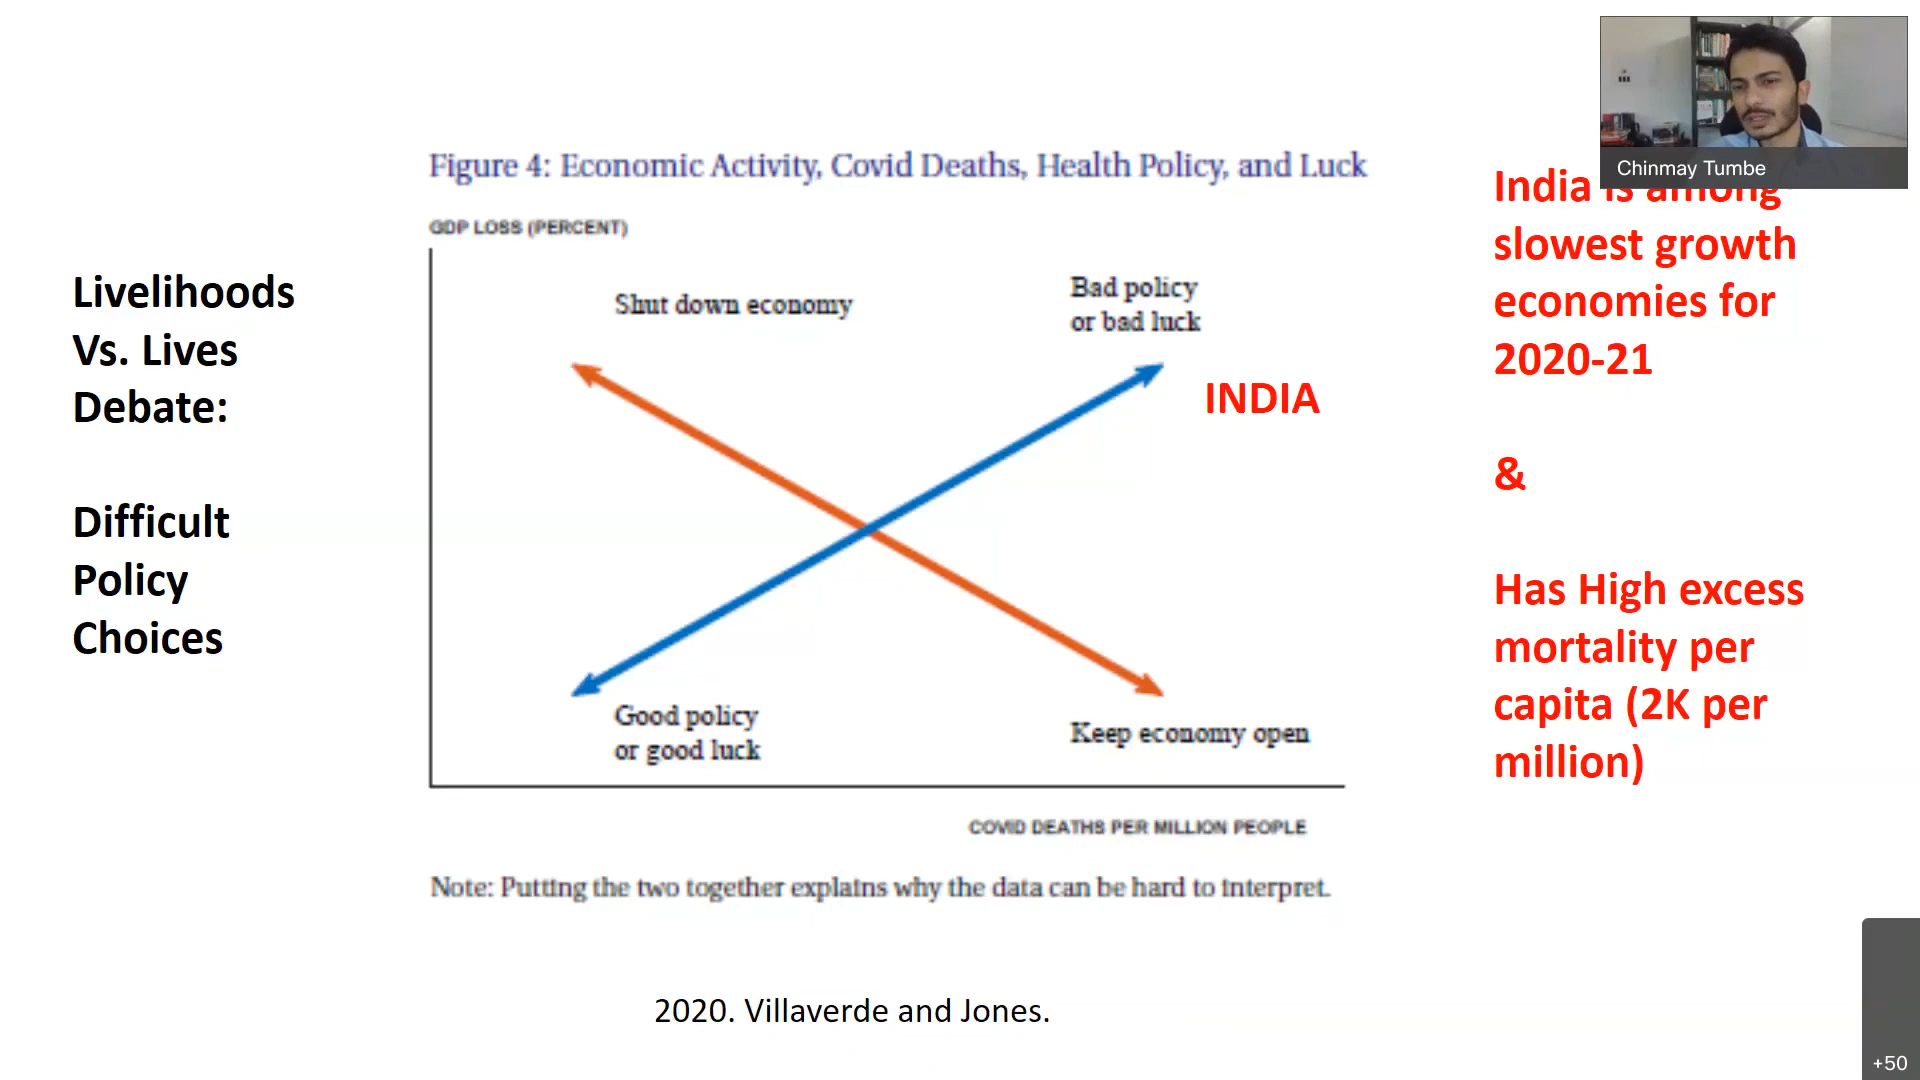 Chinmay Tumbe
Figure 4: Economic Activity, Covid Deaths, Health Policy, and Luck
GDP LOSS (PERCENT)
Shut down economy
Bad policy
or bad luck
INDIA
Good policy
or good luck
Keep economy open
COVID DEATHS PER MILLION PEOPLE
Note: Putting the two together explains why the data can be hard to interpret.
Livelihoods
Vs. Lives
Debate:
Difficult
Policy
Choices
India is among
slowest growth
economies for
2020-21
&
Has High excess
mortality per
capita (2K per
million)
2020. Villaverde and Jones.
+50